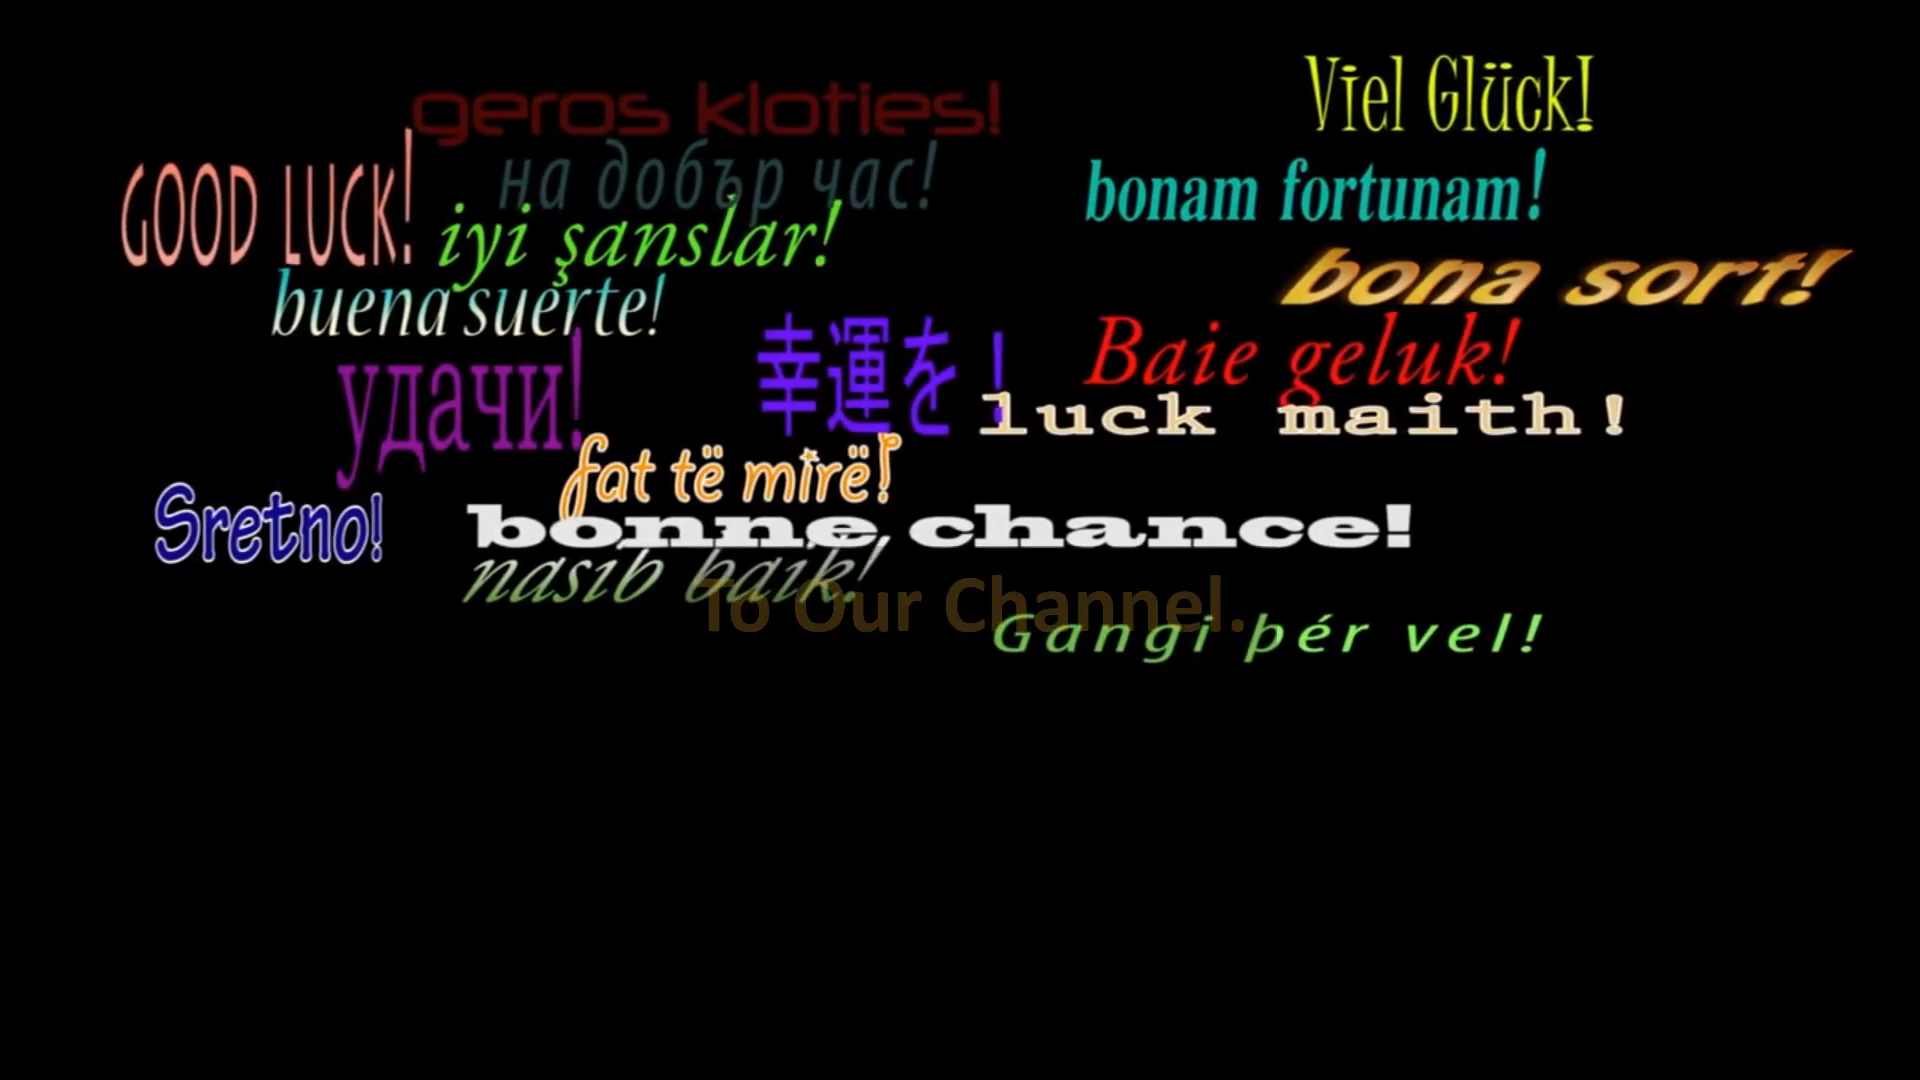 geros kloties!
Viel Glück!
GOOD LUCK!
на добър час!
bonam fortunam!
iyi şanslar!
bona sort!
buena suerte!
удачи!
幸運を！
Baie geluk!
luck maith!
fat të mirë!
Sretno!
bonne chance!
nasib baik!
To Our Channel.
Gangi þér vel!